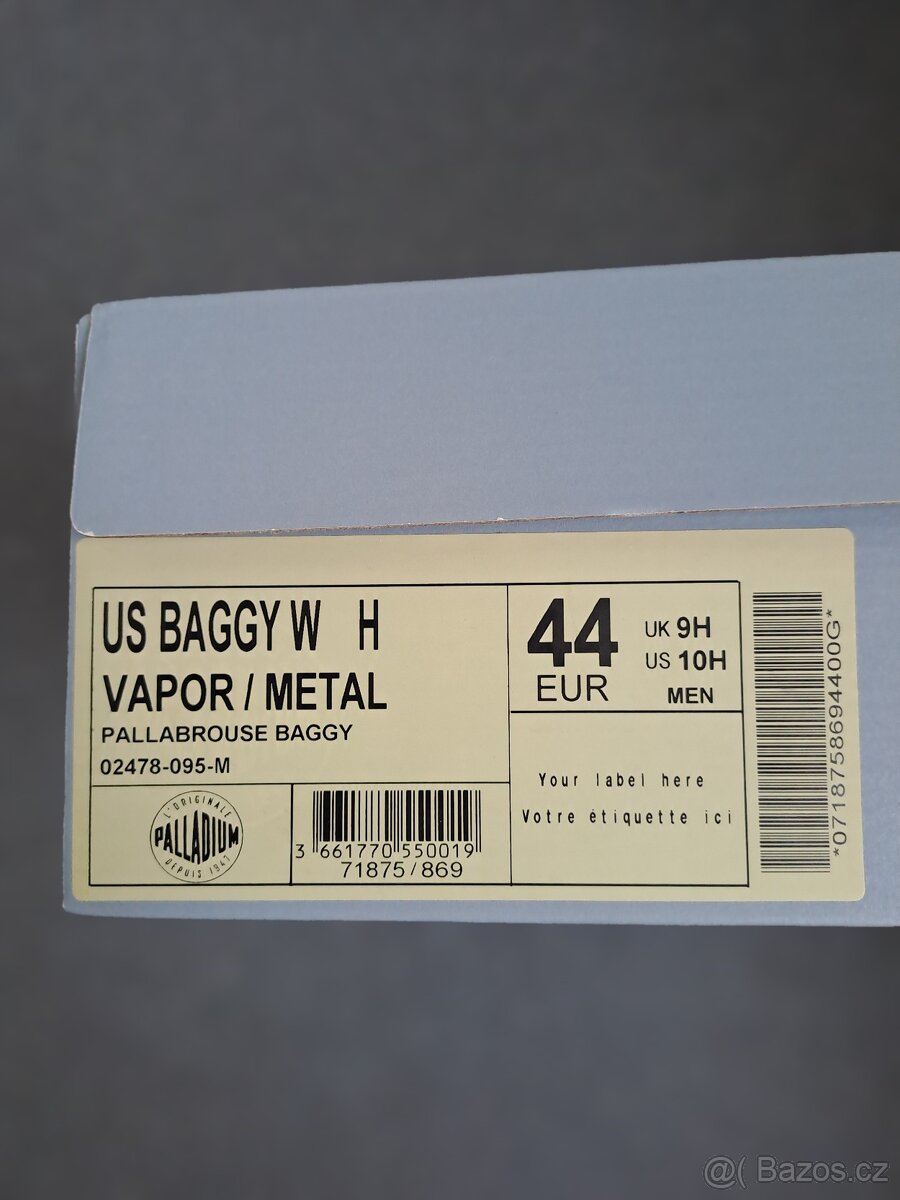 US BAGGY W H
VAPOR / METAL
PALLABROUSE BAGGY
02478-095-M
44
EUR
UK 9H
US 10H
MEN
Your label here
Votre étiquette ici
L'ORIGINALE
PALLADIUM
DEPUIS 1947
3 661770 550019
71875/869
*0718758694400G*
@( Bazos.cz